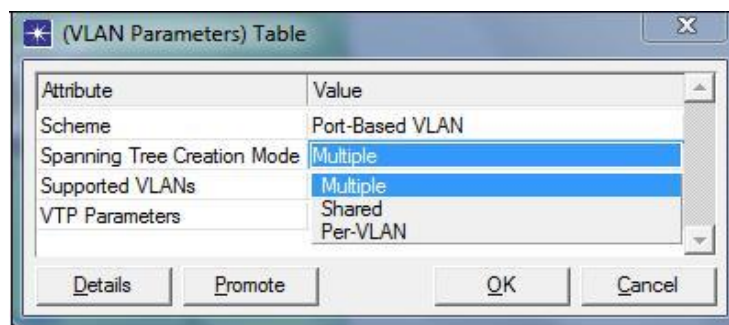 (VLAN Parameters) Table
Attribute Value
Scheme Port-Based VLAN
Spanning Tree Creation Mode Multiple
Supported VLANs Multiple
VTP Parameters Shared
Per-VLAN
Details Promote OK Cancel